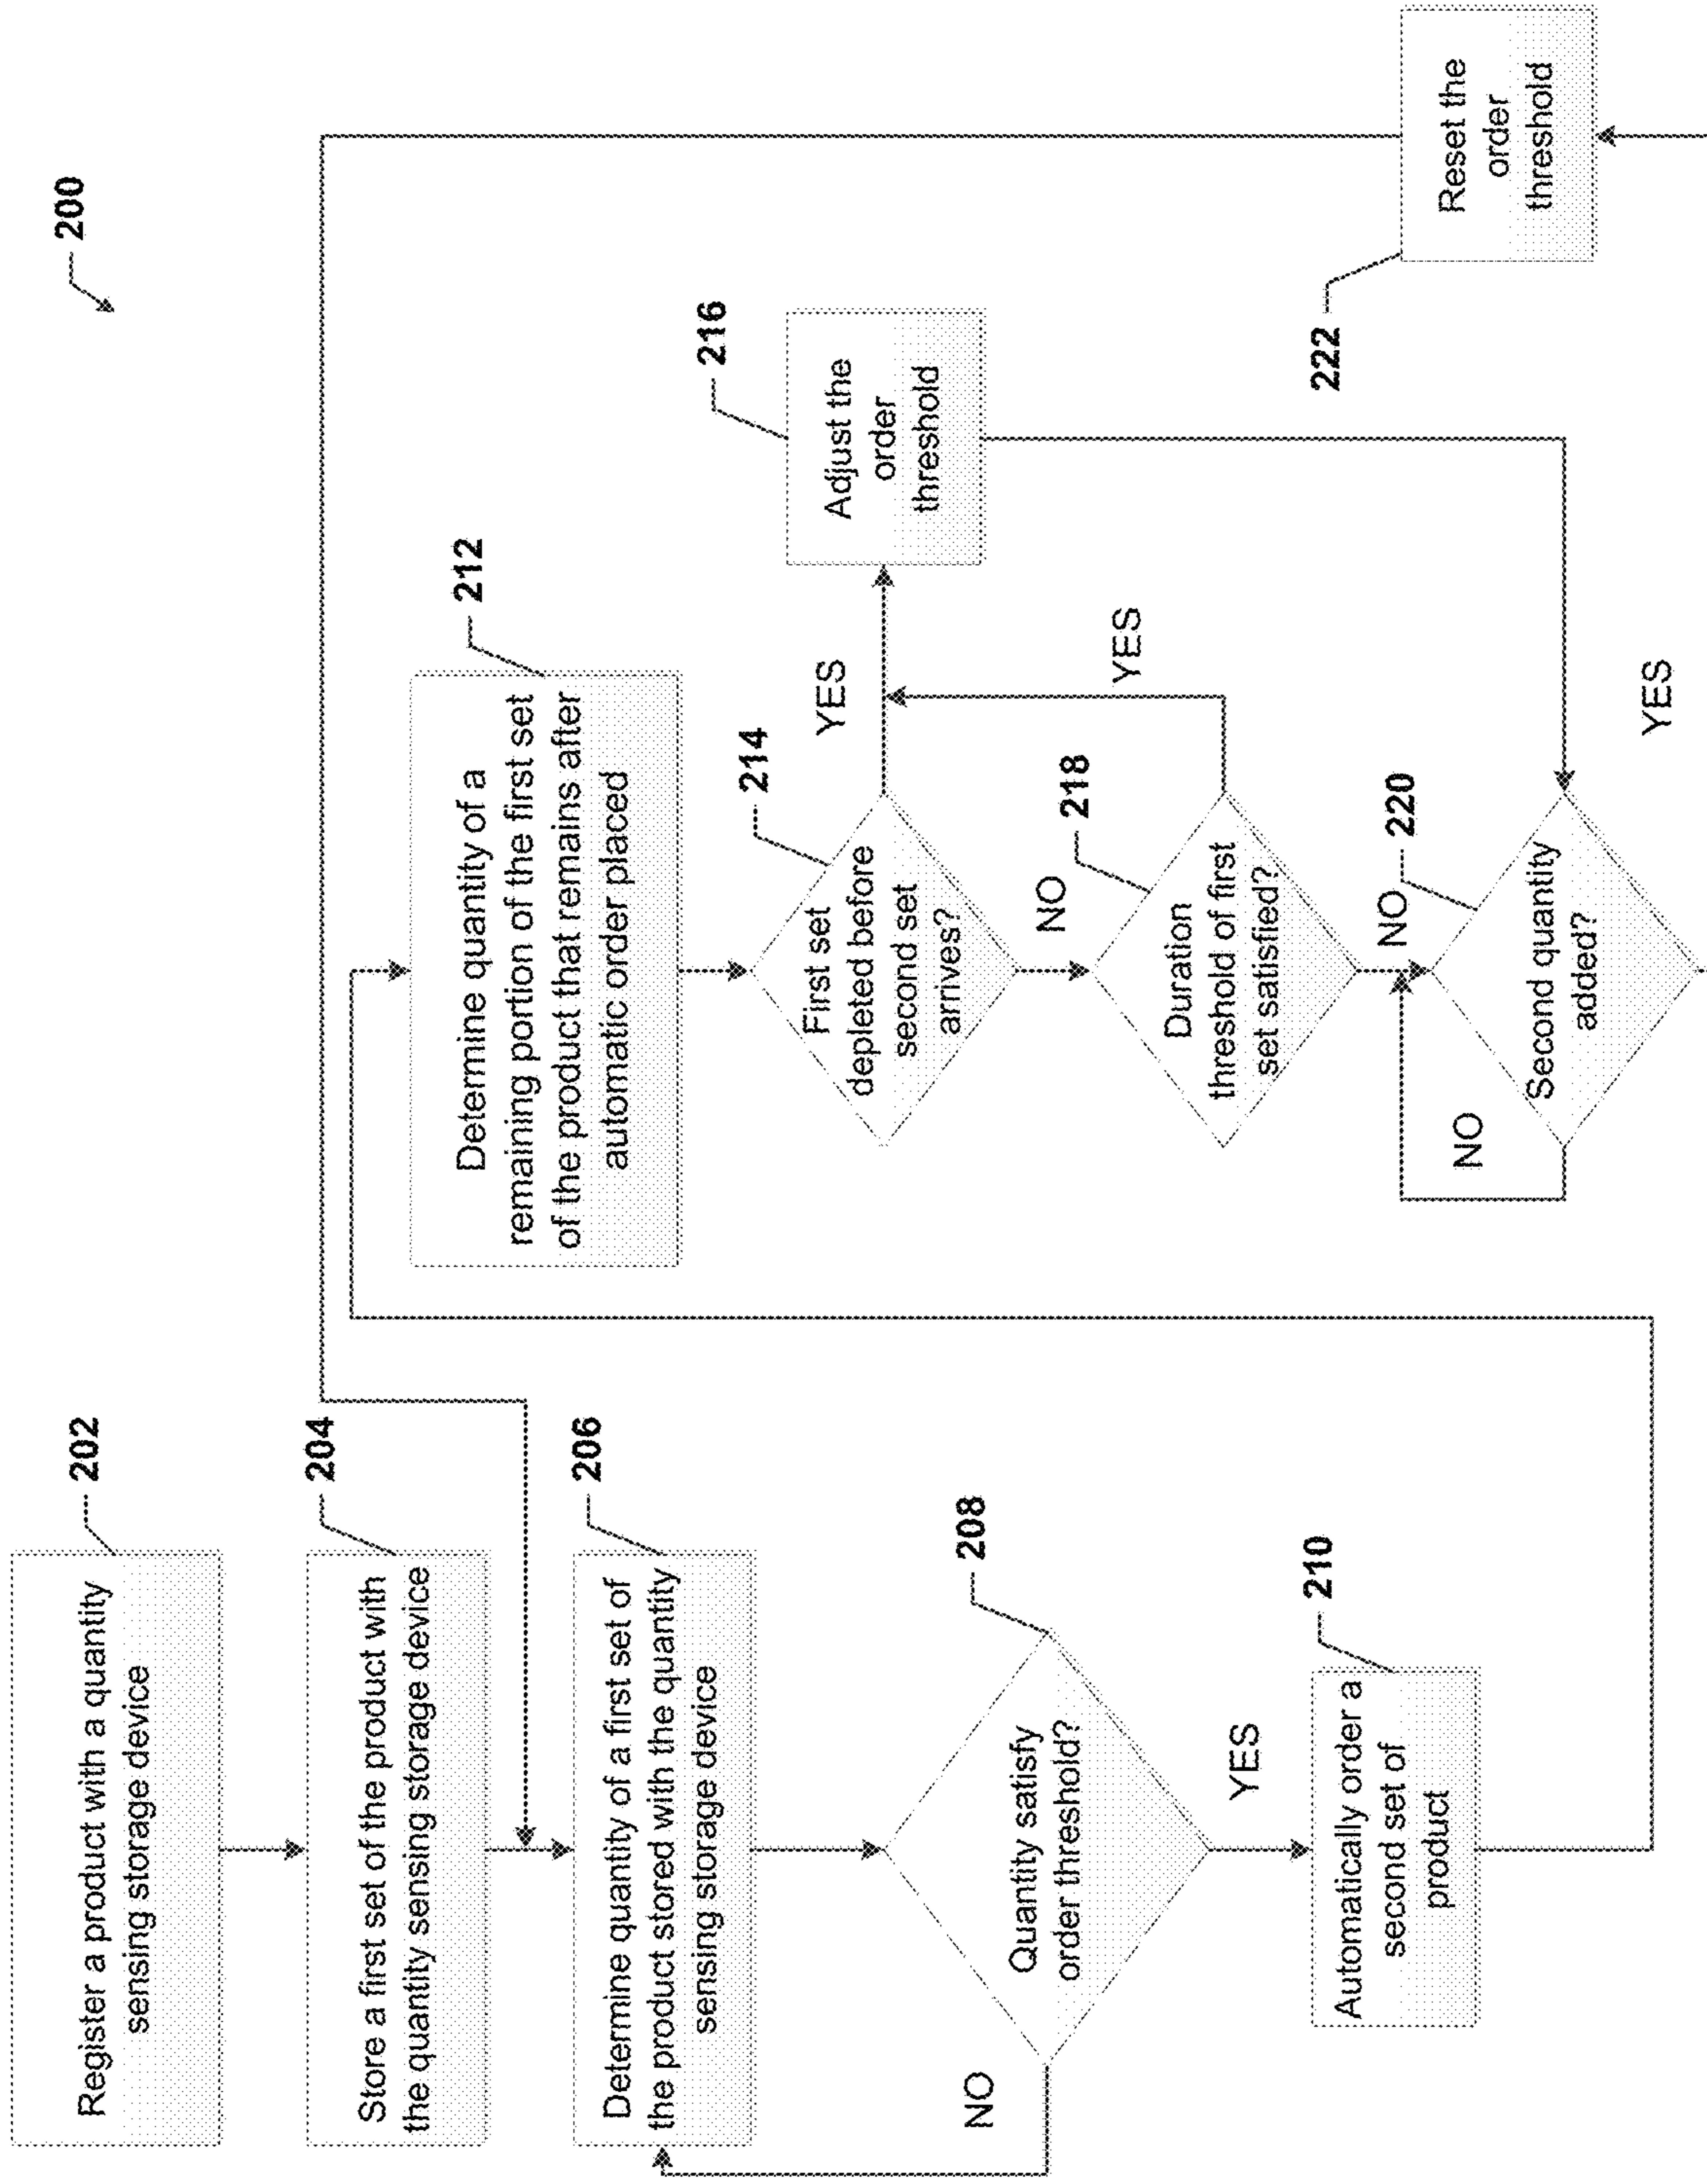 200
Register a product with a quantity
sensing storage device
202
Store a first set of the product with
the quantity sensing storage device
204
Determine quantity of a first set of
the product stored with the quantity
sensing storage device
206
Quantity satisfy
order threshold?
208
NO
YES
Automatically order a
second set of
product
210
Determine quantity of a
remaining portion of the first set
of the product that remains after
automatic order placed
212
First set
depleted before
second set
arrives?
214
YES
Adjust the
order
threshold
216
NO
Duration
threshold of first
set satisfied?
218
YES
NO
Second quantity
added?
220
NO
YES
Reset the
order
threshold
222